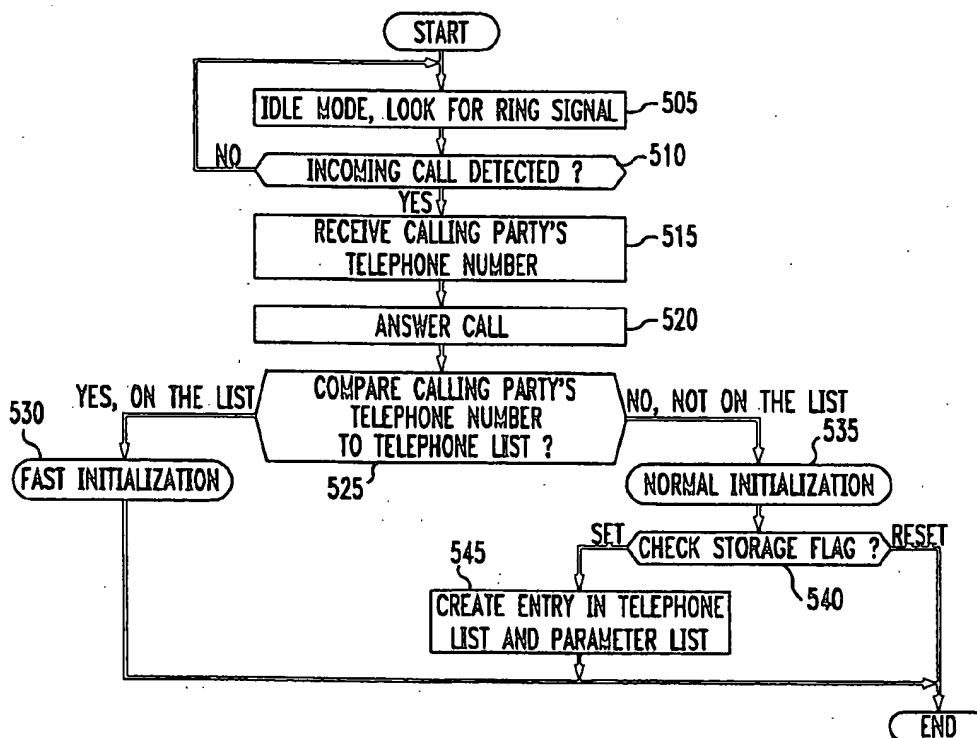 START
IDLE MODE, LOOK FOR RING SIGNAL
505
NO
INCOMING CALL DETECTED ?
510
YES
RECEIVE CALLING PARTY'S
TELEPHONE NUMBER
515
ANSWER CALL
520
YES, ON THE LIST
COMPARE CALLING PARTY'S
TELEPHONE NUMBER
TO TELEPHONE LIST ?
525
NO, NOT ON THE LIST
530
FAST INITIALIZATION
535
NORMAL INITIALIZATION
SET
CHECK STORAGE FLAG ?
RESET
540
545
CREATE ENTRY IN TELEPHONE
LIST AND PARAMETER LIST
END